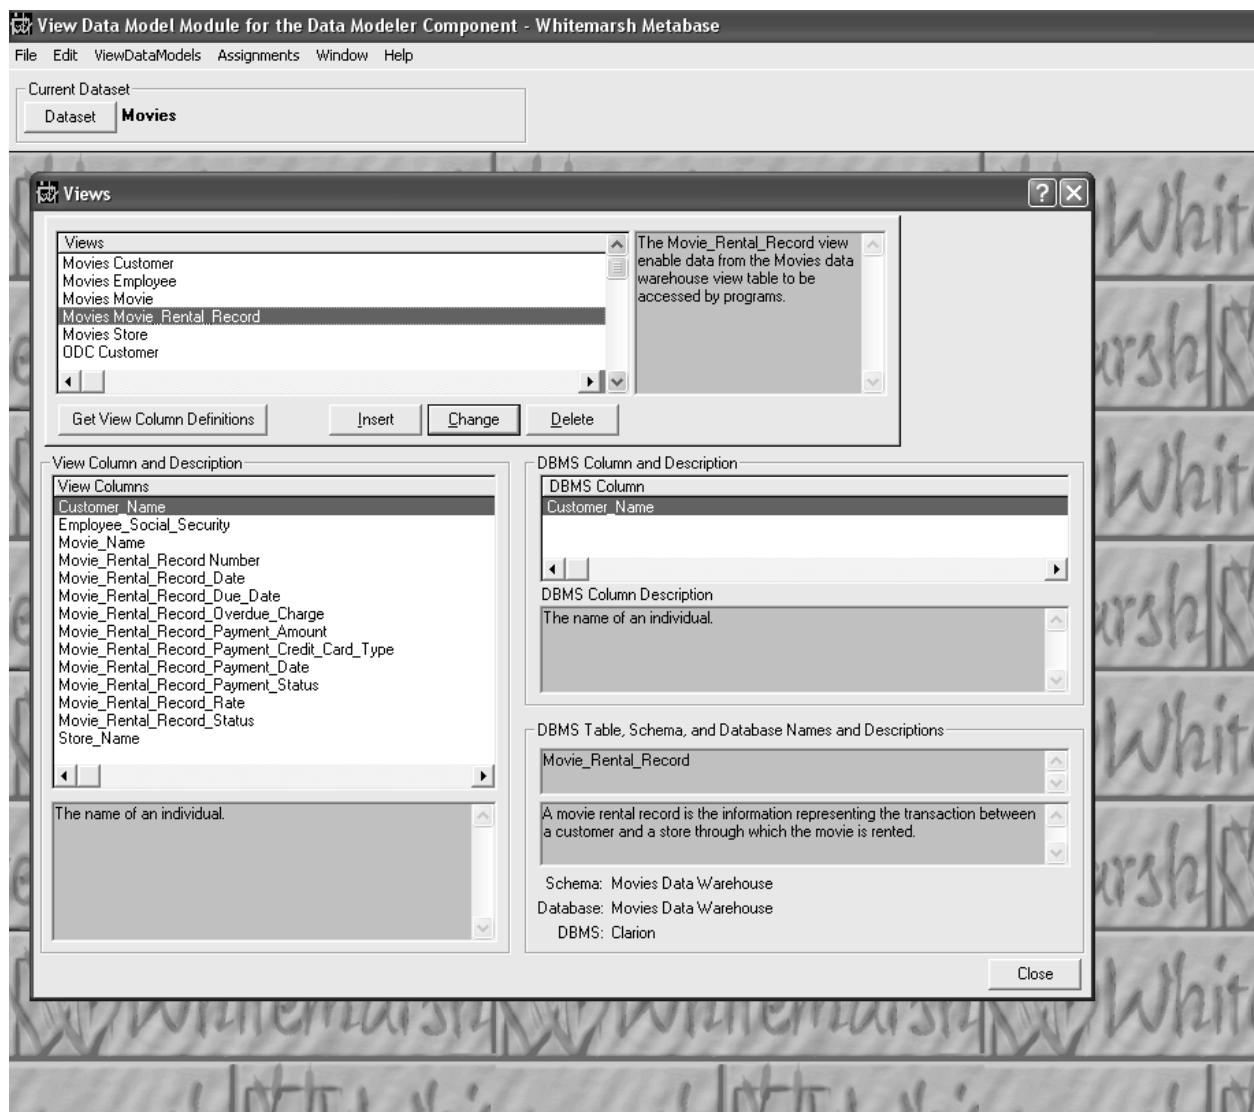 View Data Model Module for the Data Modeler Component - Whitemarsh Metabase
File Edit ViewDataModels Assignments Window Help
Current Dataset
Dataset Movies
Views
Views
Movies Customer
Movies Employee
Movies Movie
Movies Movie_Rental_Record
Movies Store
ODC Customer
The Movie_Rental_Record view
enable data from the Movies data
warehouse view table to be
accessed by programs.
Get View Column Definitions Insert Change Delete
View Column and Description
View Columns
Customer_Name
Employee_Social_Security
Movie_Name
Movie_Rental_Record Number
Movie_Rental_Record_Date
Movie_Rental_Record_Due_Date
Movie_Rental_Record_Overdue_Charge
Movie_Rental_Record_Payment_Amount
Movie_Rental_Record_Payment_Credit_Card_Type
Movie_Rental_Record_Payment_Date
Movie_Rental_Record_Payment_Status
Movie_Rental_Record_Rate
Movie_Rental_Record_Status
Store_Name
The name of an individual.
DBMS Column and Description
DBMS Column
Customer_Name
DBMS Column Description
The name of an individual.
DBMS Table, Schema, and Database Names and Descriptions
Movie_Rental_Record
A movie rental record is the information representing the transaction between
a customer and a store through which the movie is rented.
Schema: Movies Data Warehouse
Database: Movies Data Warehouse
DBMS: Clarion
Close
Whitemarsh Whitemarsh Whit